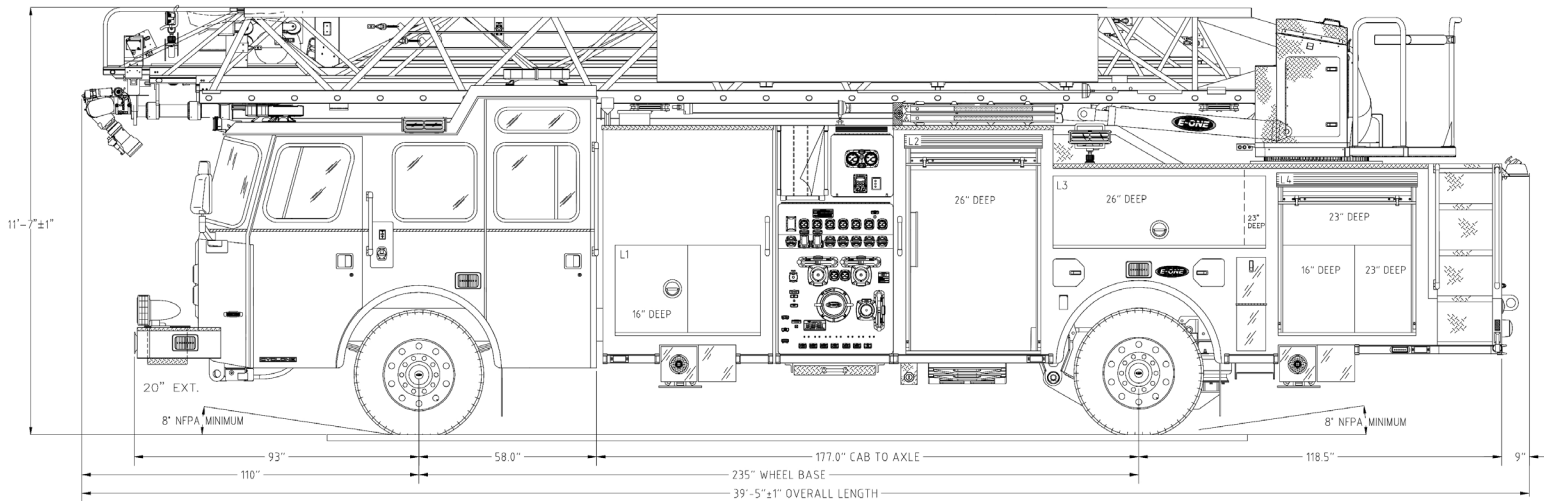 E-ONE
L2
26" DEEP
L3
26" DEEP
23"
DEEP
L4
23" DEEP
16" DEEP
23" DEEP
E-ONE
L1
16" DEEP
11'-7"±1"
20" EXT.
8° NFPA MINIMUM
8° NFPA MINIMUM
93"
58.0"
177.0" CAB TO AXLE
118.5"
9"
110"
235" WHEEL BASE
39'-5"±1" OVERALL LENGTH